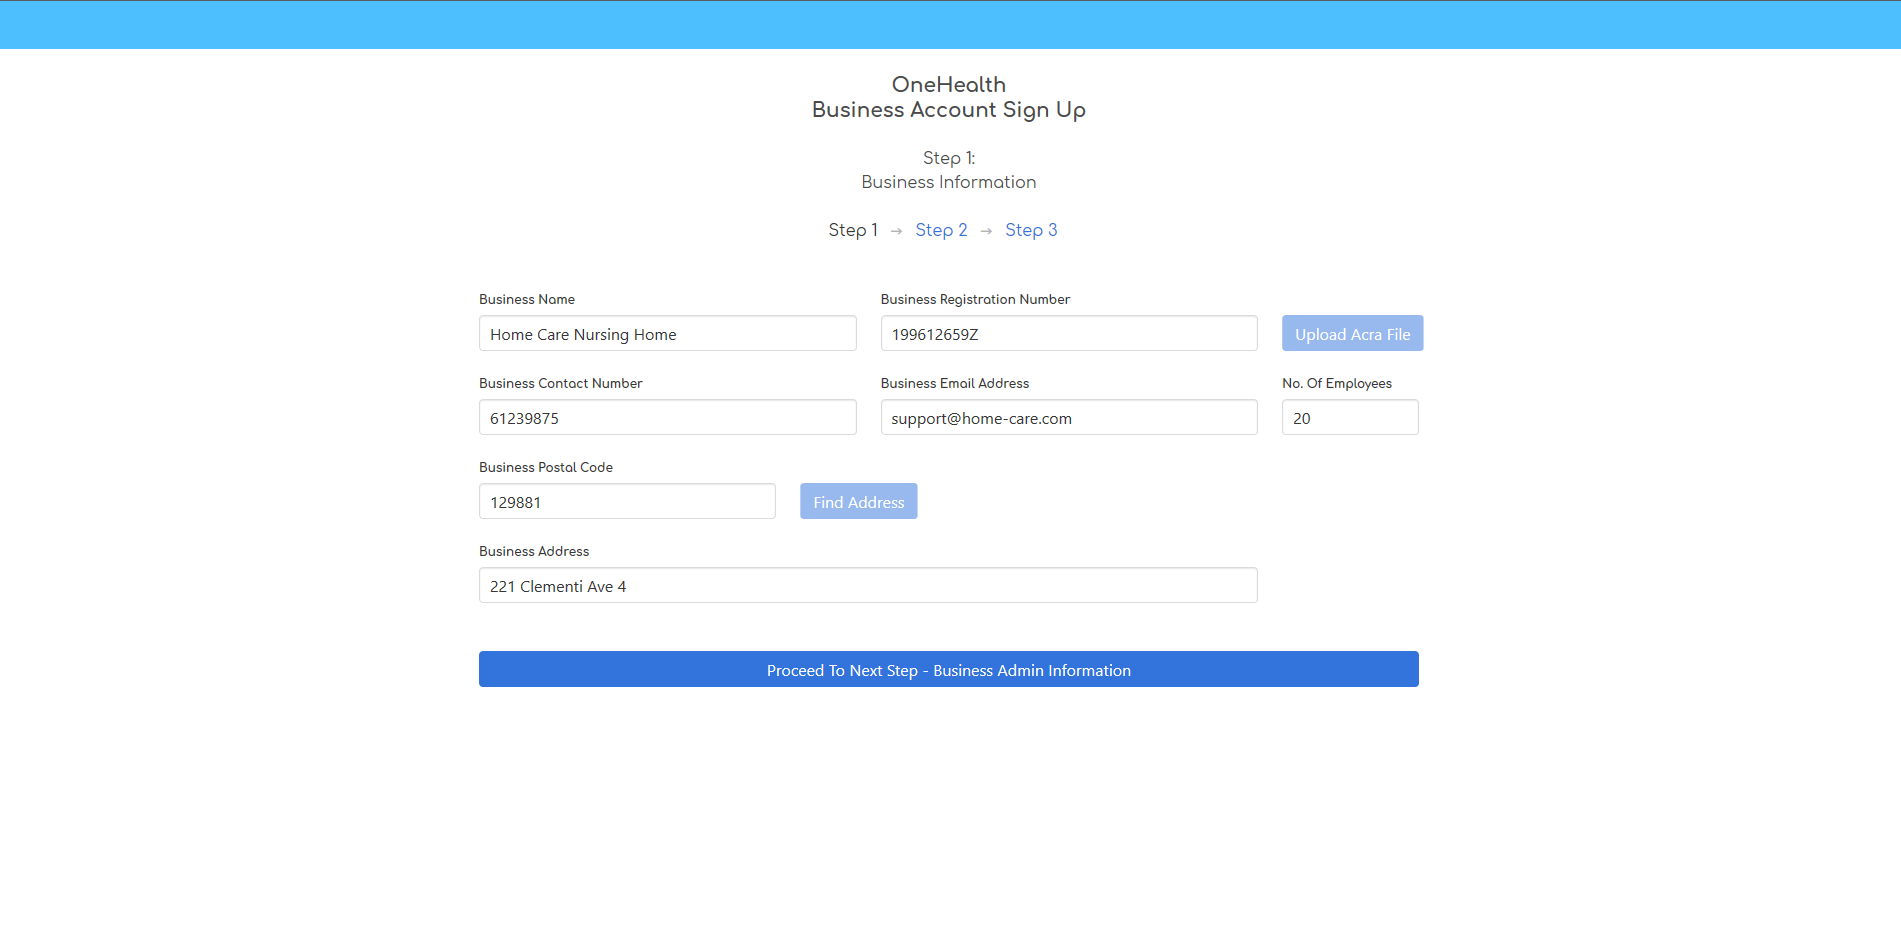 OneHealth
Business Account Sign Up
Step 1:
Business Information
Step 1 → Step 2 → Step 3
Business Name
Business Registration Number
Home Care Nursing Home
199612659Z
Upload Acra File
Business Contact Number
Business Email Address
No. Of Employees
61239875
support@home-care.com
20
Business Postal Code
129881
Find Address
Business Address
221 Clementi Ave 4
Proceed To Next Step - Business Admin Information